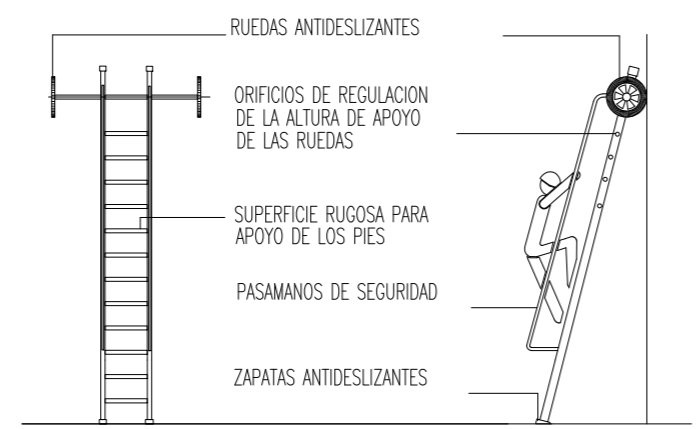 RUEDAS ANTIDESLIZANTES
ORIFICIOS DE REGULACION
DE LA ALTURA DE APOYO
DE LAS RUEDAS
SUPERFICIE RUGOSA PARA
APOYO DE LOS PIES
PASAMANOS DE SEGURIDAD
ZAPATAS ANTIDESLIZANTES